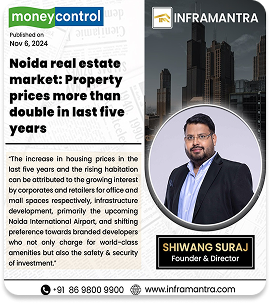 moneycontrol
INFRAMANTRA
Published on
Nov 6, 2024
Noida real estate
market: Property
prices more than
double in last five
years
"The increase in housing prices in the
last five years and the rising habitation
can be attributed to the growing interest
by corporates and retailers for office and
mall spaces respectively, infrastructure
development, primarily the upcoming
Noida International Airport, and shifting
preference towards branded developers
who not only charge for world-class
amenities but also the safety & security
of investment."
SHIWANG SURAJ
Founder & Director
+91 86 9800 9900
www.inframantra.com